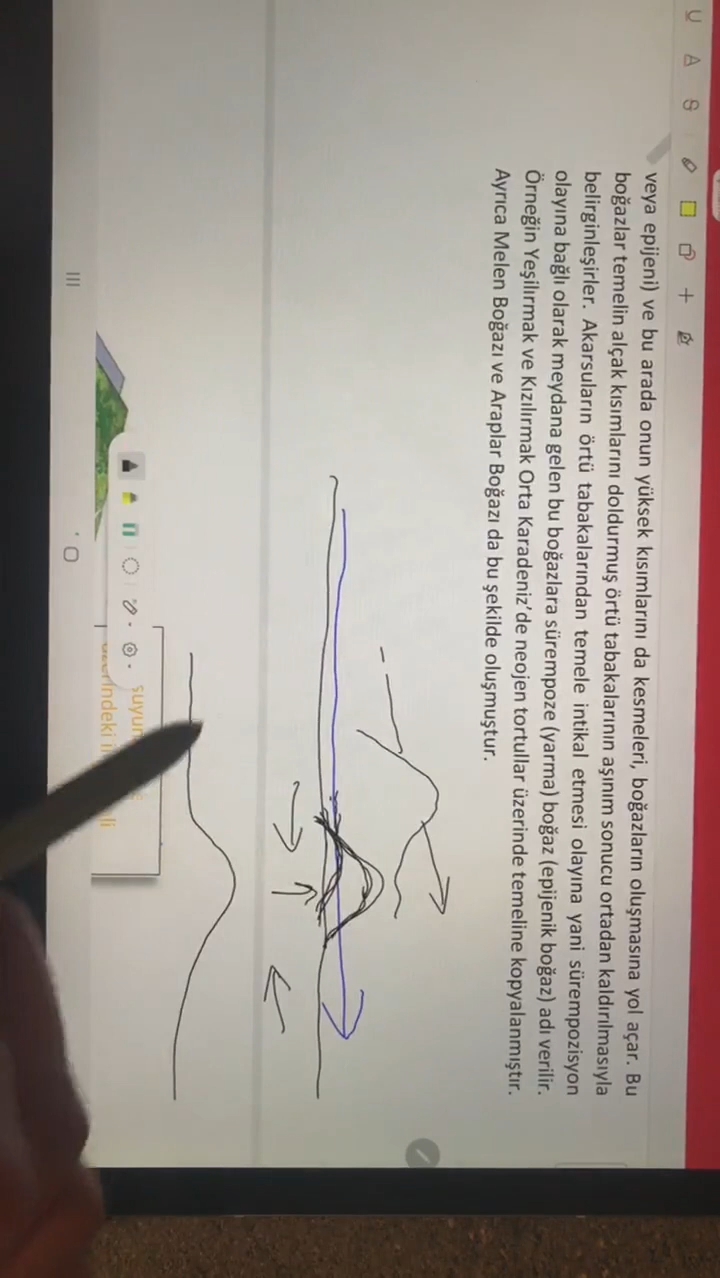 veya epijeni) ve bu arada onun yüksek kısımlarını da kesmeleri, boğazların oluşmasına yol açar. Bu
boğazlar temelin alçak kısımlarını doldurmuş örtü tabakalarının aşınım sonucu ortadan kaldırılmasıyla
belirginleşirler. Akarsuların örtü tabakalarından temele intikal etmesi olayına yani sürempozisyon
olayına bağlı olarak meydana gelen bu boğazlara sürempoze (yarma) boğaz (epijenik boğaz) adı verilir.
Örneğin Yeşilırmak ve Kızılırmak Orta Karadeniz'de neojen tortullar üzerinde temeline kopyalanmıştır.
Ayrıca Melen Boğazı ve Araplar Boğazı da bu şekilde oluşmuştur.